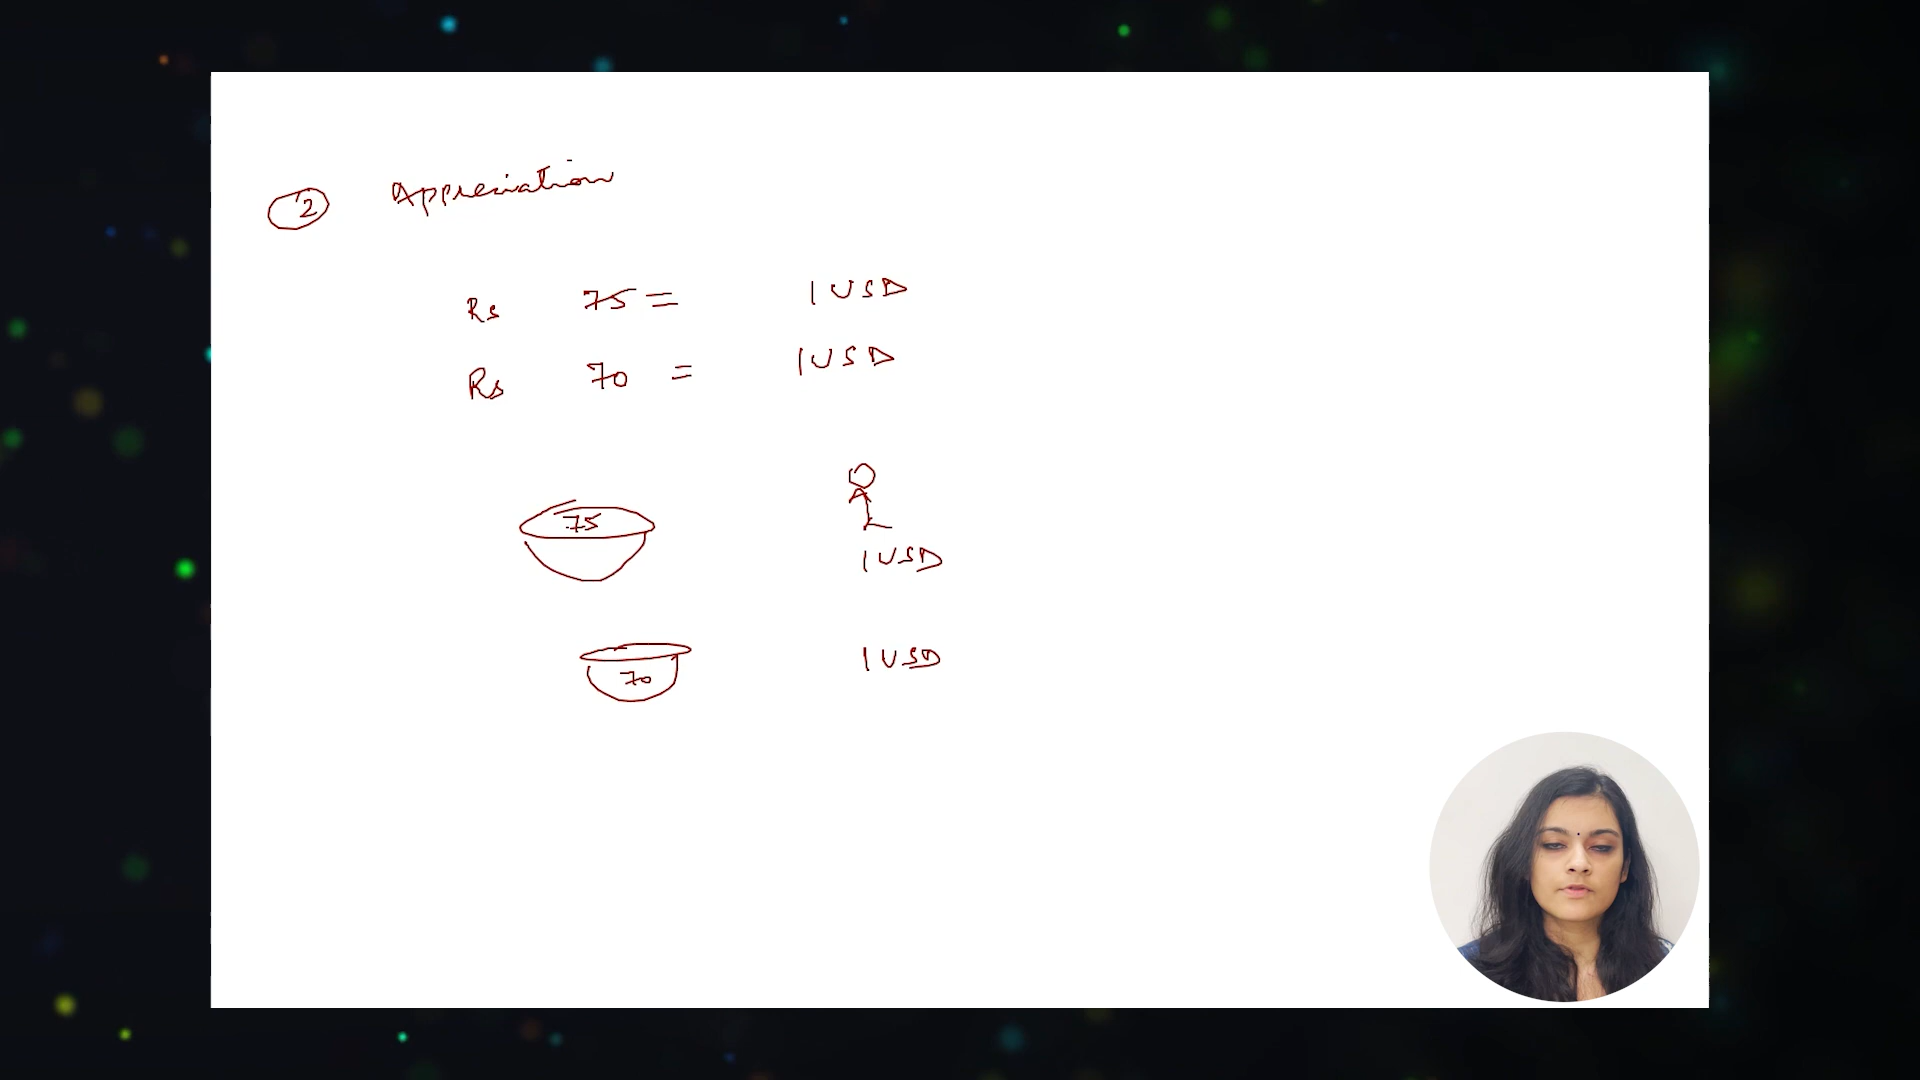 2 Appreciation
Rs 75 = 1 USD
Rs 70 = 1 USD
75
1 USD
70 1 USD